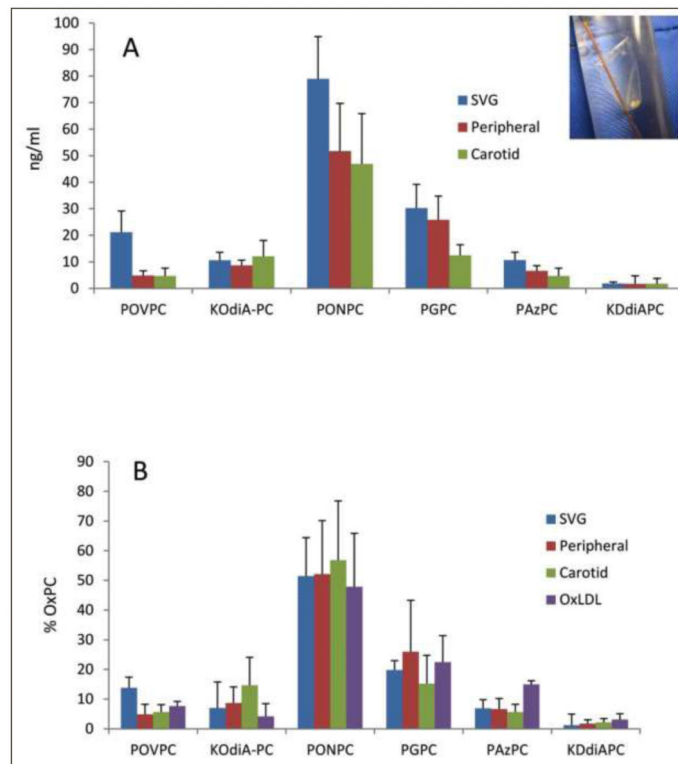 A
100
90
80
70
60
50
40
30
20
10
0
ng/ml
SVG
Peripheral
Carotid
POVPC KOdiA-PC PONPC PGPC PAzPC KDdiAPC
B
90
80
70
60
50
40
30
20
10
0
% OxPC
SVG
Peripheral
Carotid
OxLDL
POVPC KOdiA-PC PONPC PGPC PAzPC KDdiAPC